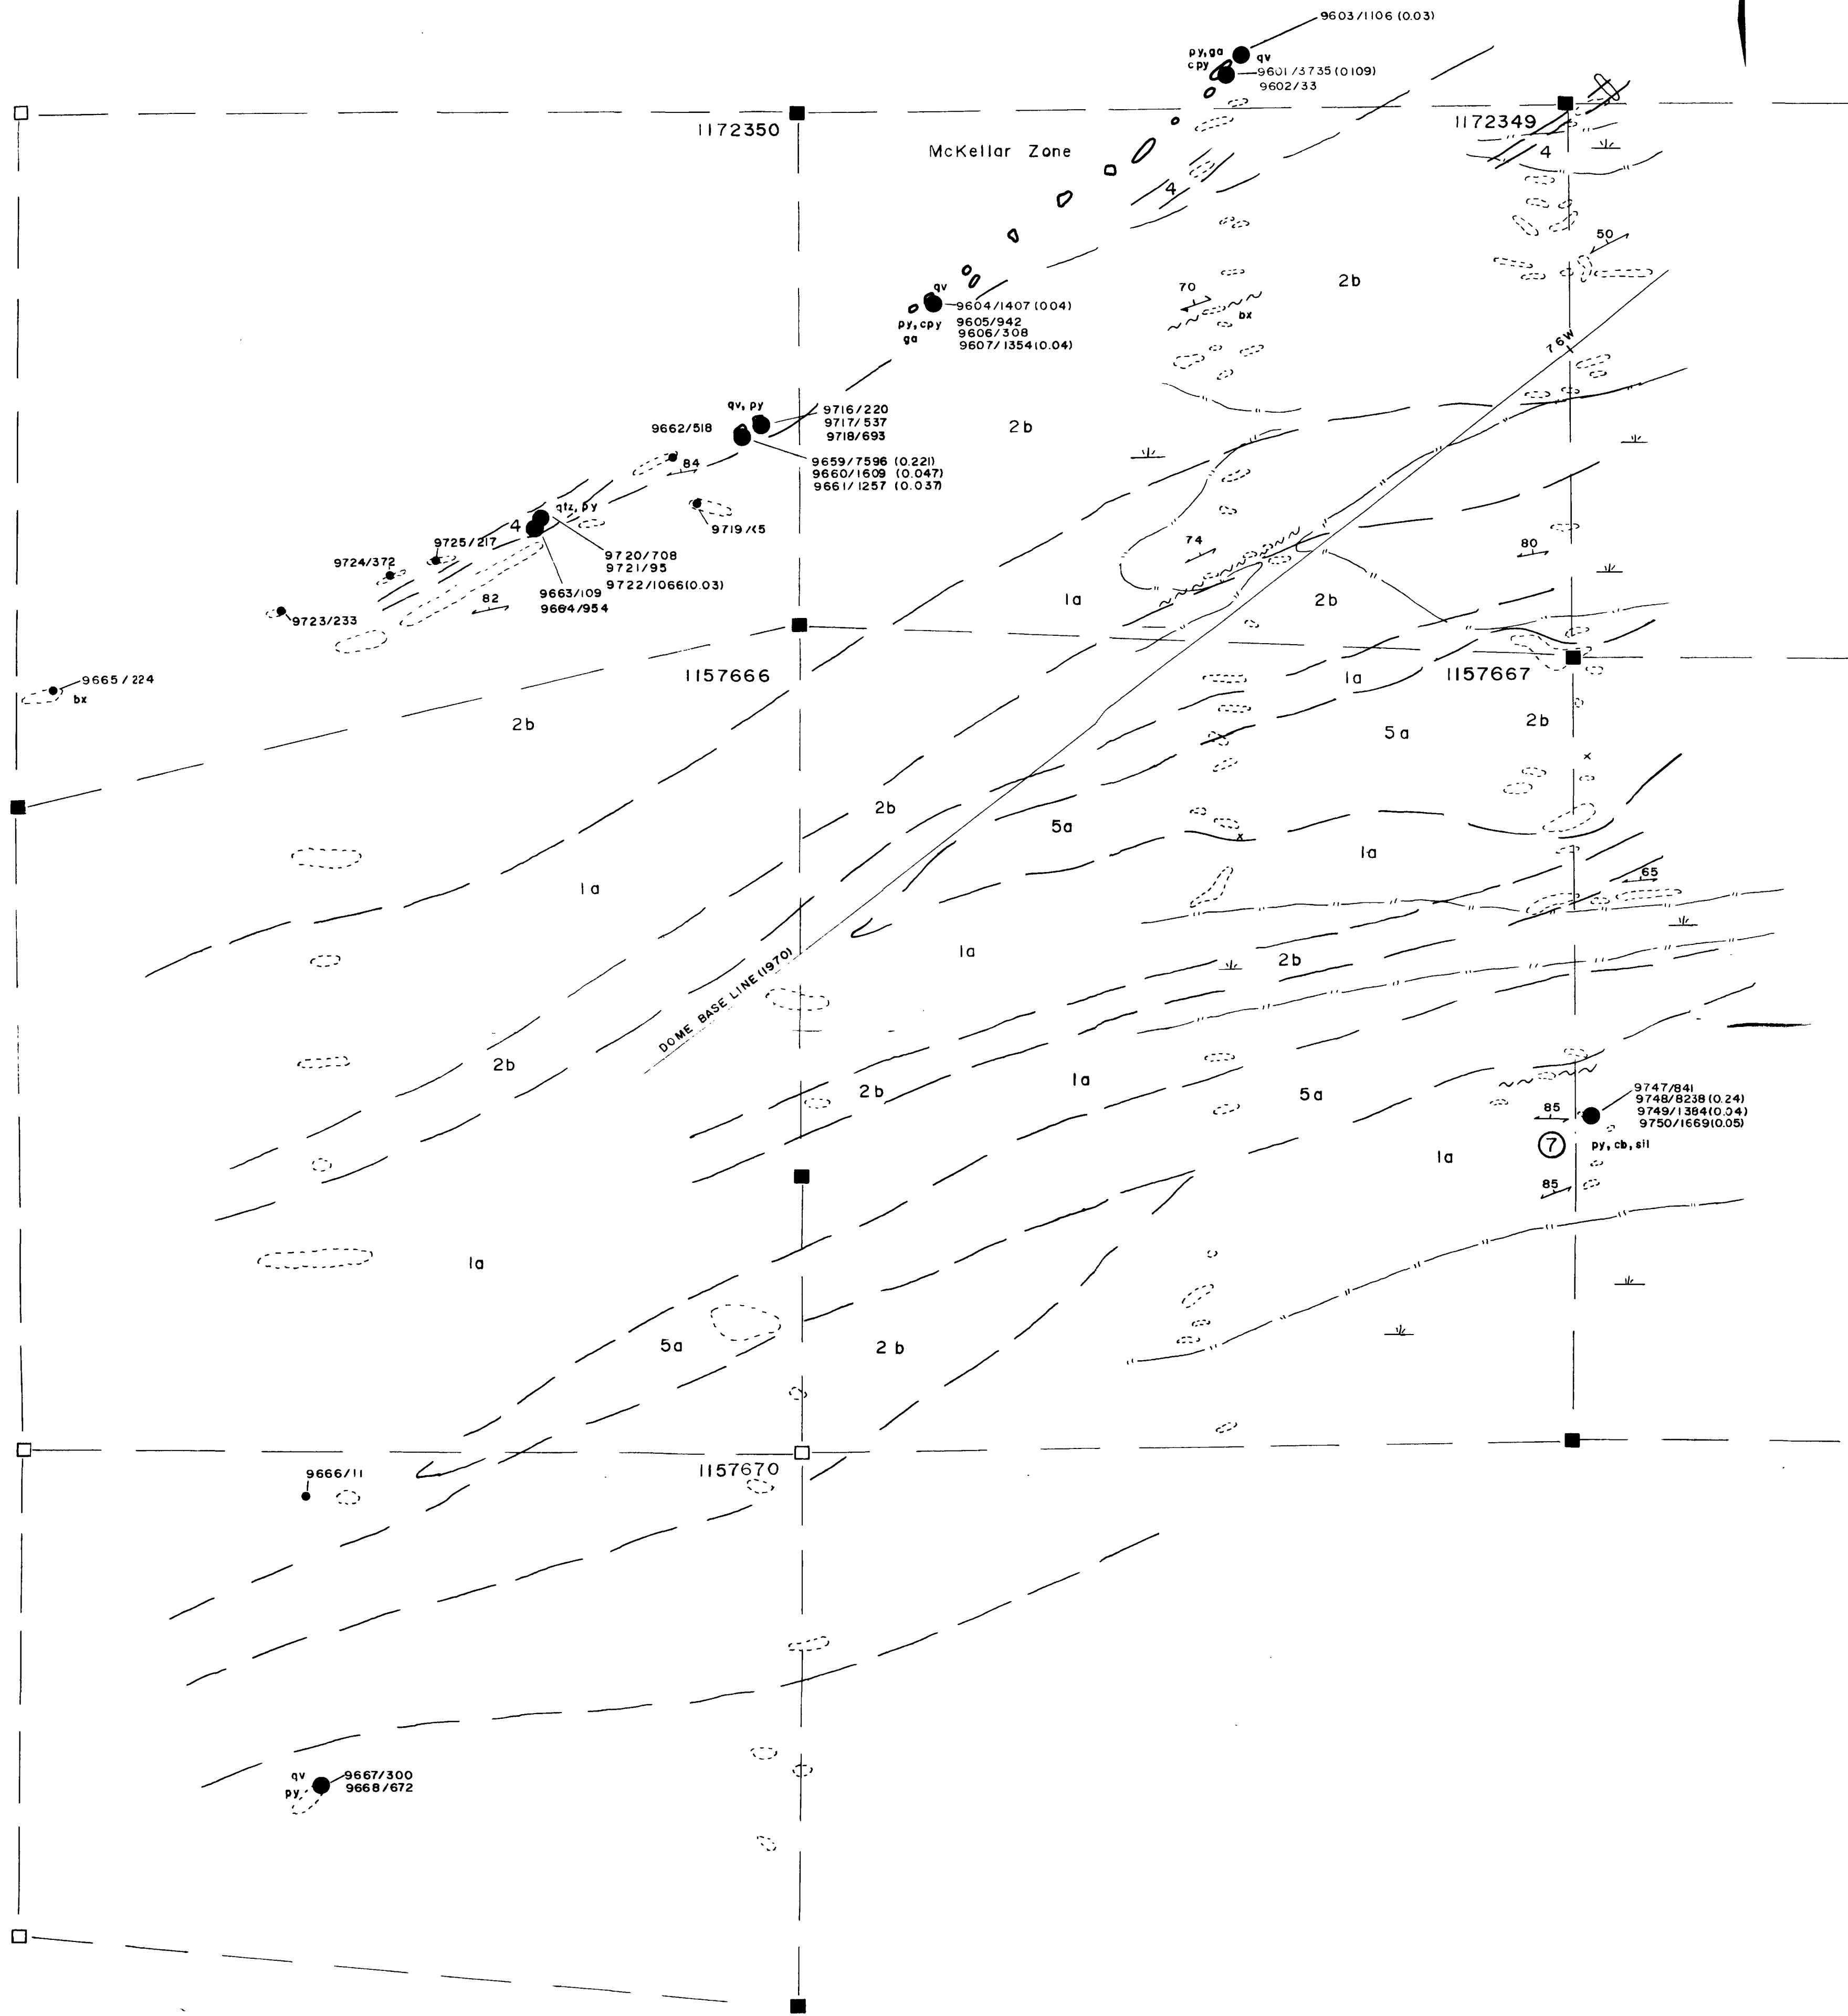 9603/1106 (0.03)
py,ga
cpy
qv
9601/3735(0109)
9602/33
1172350
McKellar Zone
1172349
4
4
50
2b
70
bx
qv
9604/1407(004)
py,cpy
ga
9605/942
9606/308
9607/1354(0.04)
76W
qv, py
9716/220
9717/537
9718/693
9662/518
2b
84
9659/7596 (0.221)
9660/1609 (0.047)
9661/1257 (0.037)
qtz, py
4
9719/<5
9725/217
9724/372
9720/708
9721/95
9722/1066(0.03)
9663/109
9664/954
82
9723/233
74
80
1a
2b
1157666
1157667
9665/224
bx
1a
2b
2b
5a
2b
5a
1a
1a
65
1a
2b
DOME BASE LINE (1970)
2b
2b
1a
5a
9747/841
9748/8238(0.24)
9749/1384(0.04)
9750/1669(0.05)
85
7
py, cb, sil
1a
85
1a
5a
2b
1157670
9666/11
qv
py
9667/300
9668/672